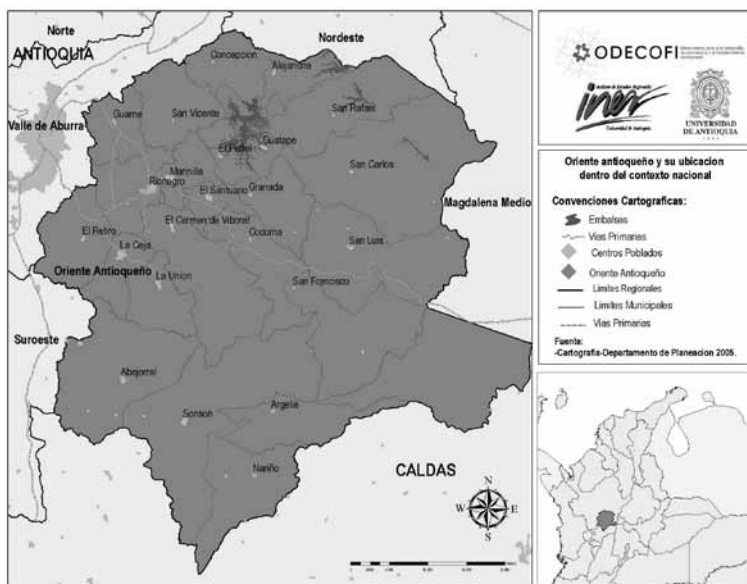 Norte
Nordeste
ANTIOQUIA
Concepcion
Alejandria
Guarne
San Vicente
San Rafael
Valle de Aburra
Guatape
El Peñol
Marinilla
San Carlos
Rionegro
El Santuario
Granada
Magdalena Medio
El Carmen de Viboral
El Retiro
Cocorna
La Ceja
San Luis
Oriente Antioqueño
La Union
San Francisco
Suroeste
Abejorral
Sonson
Argelia
Nariño
CALDAS
N
W
E
S
ODECOFI
iner
Universidad de Antioquia
UNIVERSIDAD
DE ANTIOQUIA
Oriente antioqueño y su ubicacion
dentro del contexto nacional
Convenciones Cartograficas:
Embalses
Vias Primarias
Centros Poblados
Oriente Antioqueño
Limites Regionales
Limites Municipales
Vias Primarias
Fuente:
-Cartografia-Departamento de Planeacion 2005.